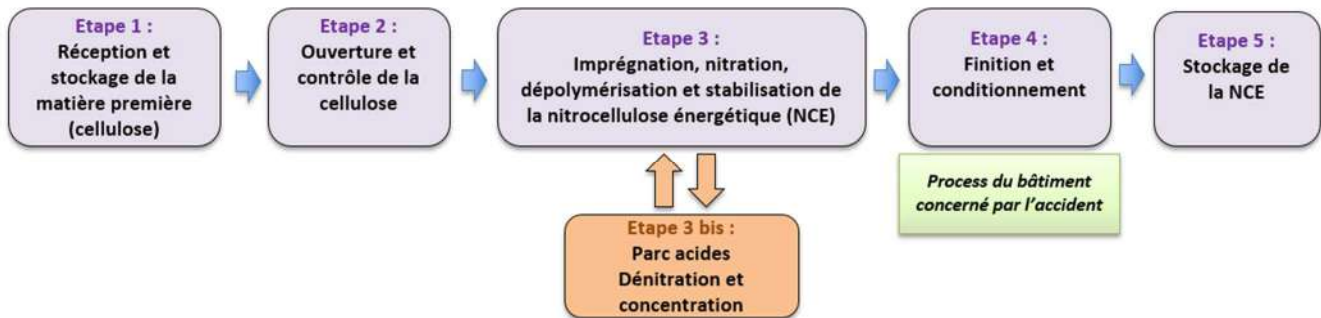 Etape 1 :
Réception et
stockage de la
matière première
(cellulose)
Etape 2 :
Ouverture et
contrôle de la
cellulose
Etape 3 :
Imprégnation, nitration,
dépolymérisation et stabilisation de
la nitrocellulose énergétique (NCE)
Etape 4 :
Finition et
conditionnement
Etape 5 :
Stockage de
la NCE
Process du bâtiment
concerné par l'accident
Etape 3 bis :
Parc acides
Dénitration et
concentration